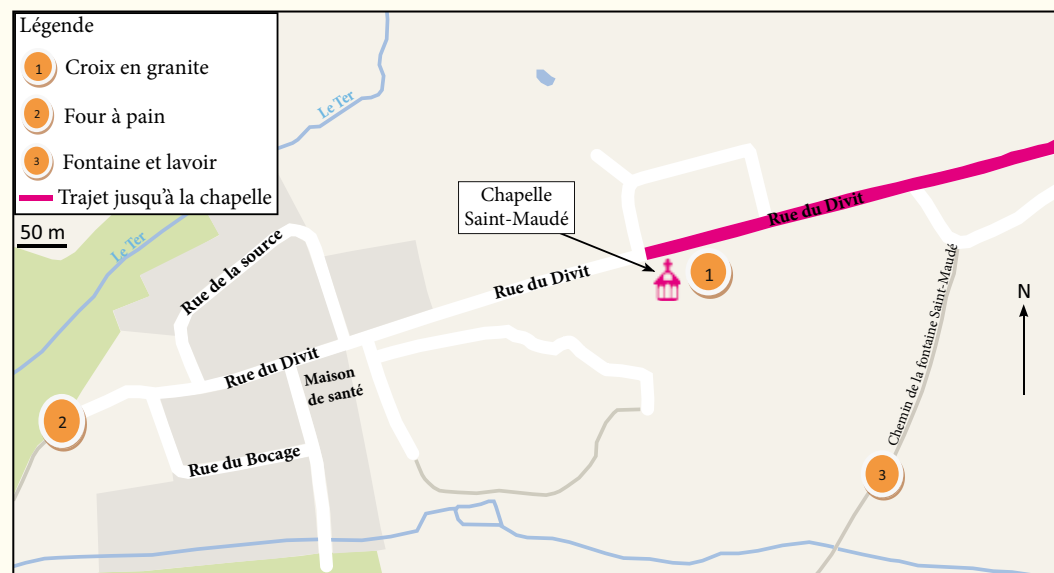 Légende
1 Croix en granite
2 Four à pain
3 Fontaine et lavoir
Trajet jusqu'à la chapelle
50 m
Le Ter
Le Ter
Chapelle
Saint-Maudé
Rue du Divit
1
Rue de la source
Rue du Divit
N
Rue du Divit
Maison
de santé
Chemin de la fontaine Saint-Maudé
2
Rue du Bocage
3